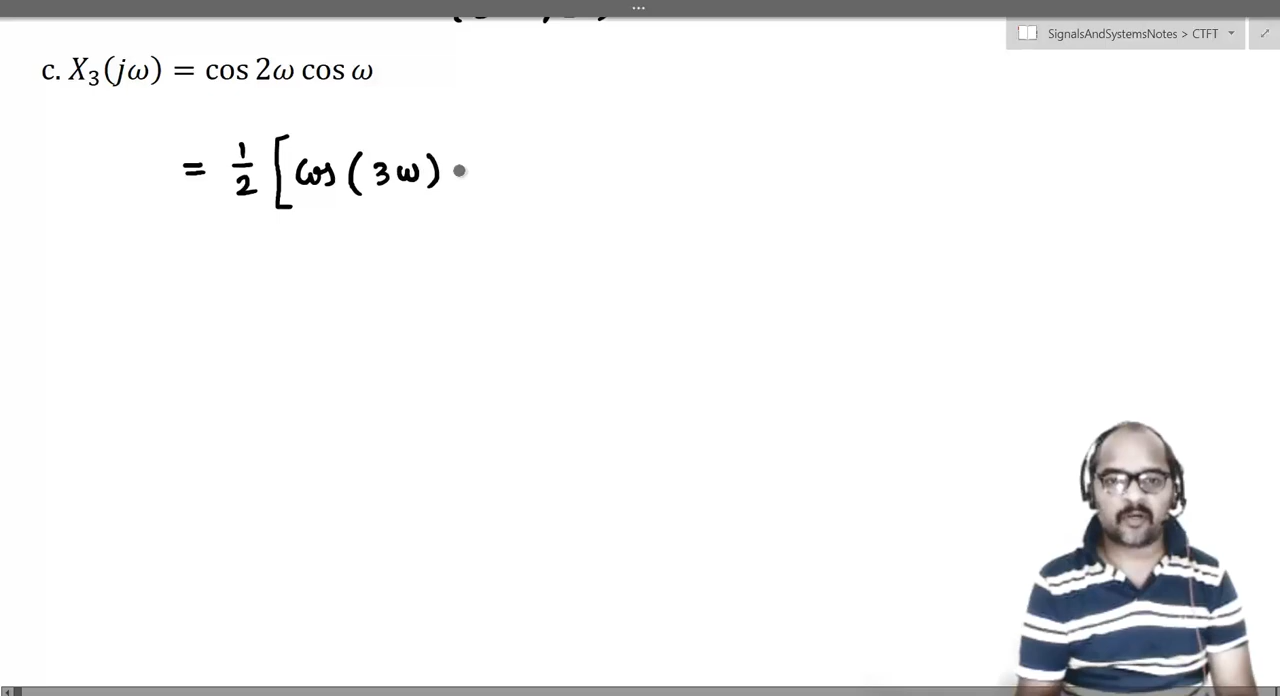 SignalsAndSystemsNotes > CTFT
c. X₃(jω) = cos 2ω cos ω
= 1/2 [cos(3ω)